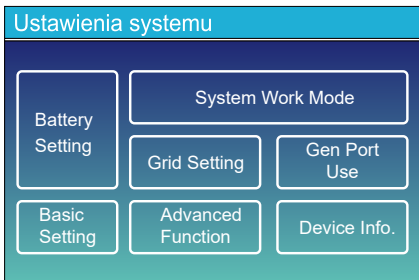 Ustawienia systemu
Battery
Setting
System Work Mode
Grid Setting
Gen Port
Use
Basic
Setting
Advanced
Function
Device Info.